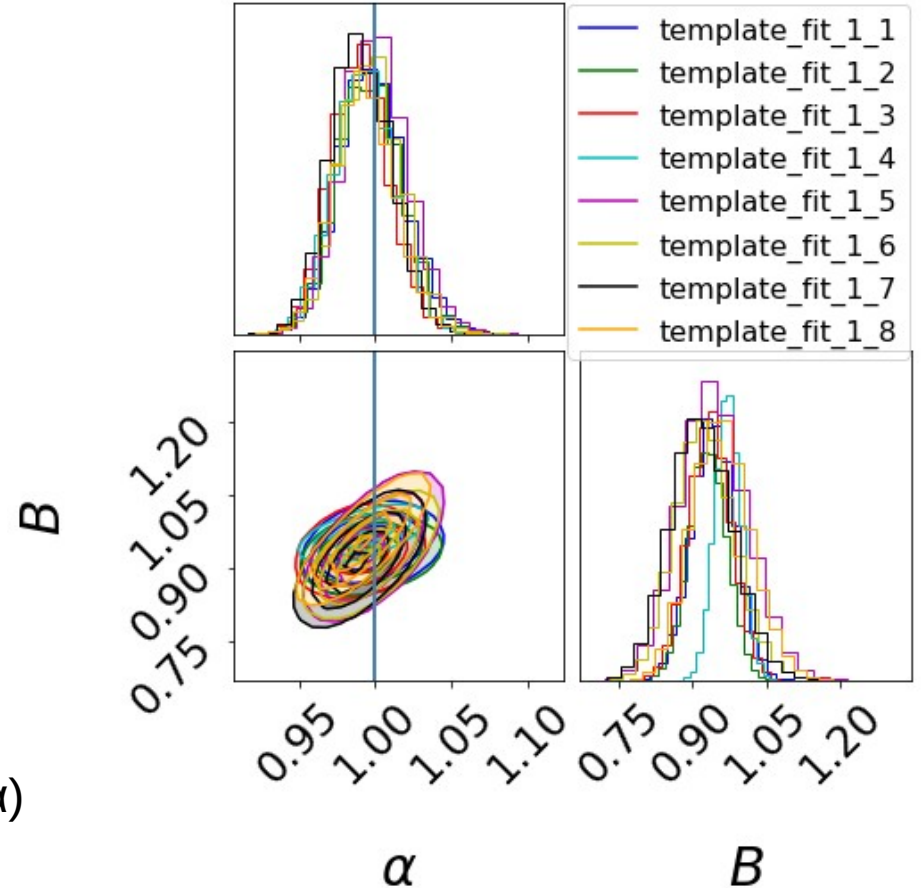 template_fit_1_1
template_fit_1_2
template_fit_1_3
template_fit_1_4
template_fit_1_5
template_fit_1_6
template_fit_1_7
template_fit_1_8
B
1.20
1.05
0.90
0.75
0.95 1.00 1.05 1.10
0.75 0.90 1.05 1.20
α)
α B